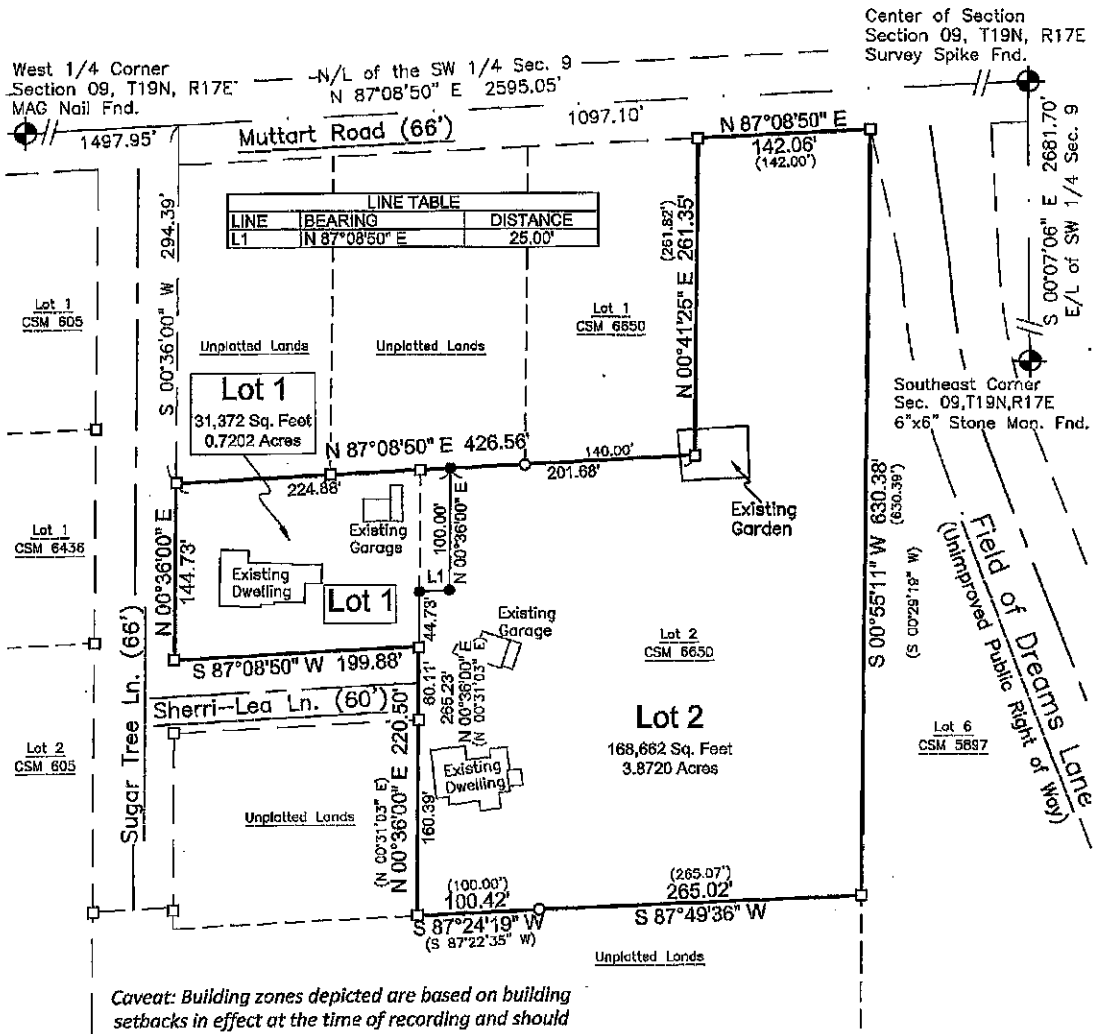 Center of Section
Section 09, T19N, R17E
Survey Spike Fnd.
West 1/4 Corner
Section 09, T19N, R17E
MAG Nail Fnd.
N/L of the SW 1/4 Sec. 9
N 87°08'50" E 2595.05'
1497.95'
Muttart Road (66')
1097.10'
N 87°08'50" E
142.06'
(142.00')
S 00°07'06" E 2681.70'
E/L of SW 1/4 Sec. 9
LINE TABLE
LINE BEARING DISTANCE
L1 N 87°08'50" E 25.00'
S 00°36'00" W 294.39'
(261.82')
N 00°41'25" E 261.35'
Lot 1
CSM 605
Lot 1
CSM 6650
Unplatted Lands
Unplatted Lands
Lot 1
31,372 Sq. Feet
0.7202 Acres
Southeast Corner
Sec. 09,T19N,R17E
6"x6" Stone Mon. Fnd.
N 87°08'50" E 426.56'
140.00'
224.88'
201.68'
Existing
Garden
Lot 1
CSM 6436
N 00°36'00" E
144.73'
Existing
Garage
100.00'
N 00°36'00" E
Existing
Dwelling
Lot 1
L1
44.73'
Existing
Garage
S 00°55'11" W 630.38'
(630.39')
(S 00°29'19" W)
Field of Dreams Lane
(Unimproved Public Right of Way)
S 87°08'50" W 199.88'
Sugar Tree Ln. (66')
Sherri-Lea Ln. (60')
60.11'
265.23'
N 00°36'00" E
(N 00°31'03" E)
Lot 2
CSM 6650
Lot 2
168,662 Sq. Feet
3.8720 Acres
Lot 2
CSM 605
Lot 6
CSM 5897
(N 00°31'03" E)
N 00°36'00" E 220.50'
160.39'
Existing
Dwelling
Unplatted Lands
(100.00')
100.42'
S 87°24'19" W
(S 87°22'35" W)
(265.07')
265.02'
S 87°49'36" W
Unplatted Lands
Caveat: Building zones depicted are based on building
setbacks in effect at the time of recording and should